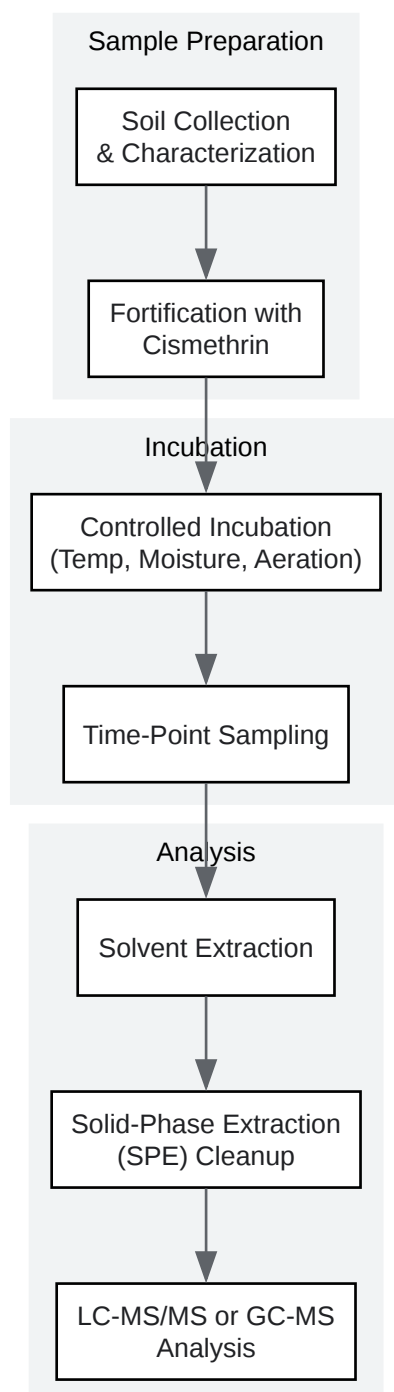 Sample Preparation
Soil Collection
& Characterization
Fortification with
Cismethrin
Incubation
Controlled Incubation
(Temp, Moisture, Aeration)
Time-Point Sampling
Analysis
Solvent Extraction
Solid-Phase Extraction
(SPE) Cleanup
LC-MS/MS or GC-MS
Analysis